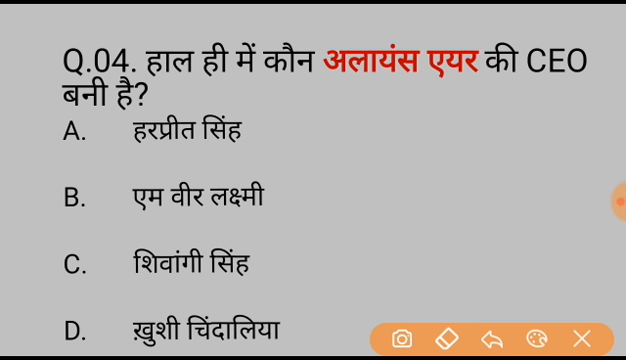 Q.04. हाल ही में कौन अलायंस एयर की CEO
बनी है?
A. हरप्रीत सिंह
B. एम वीर लक्ष्मी
C. शिवांगी सिंह
D. ख़ुशी चिंदालिया